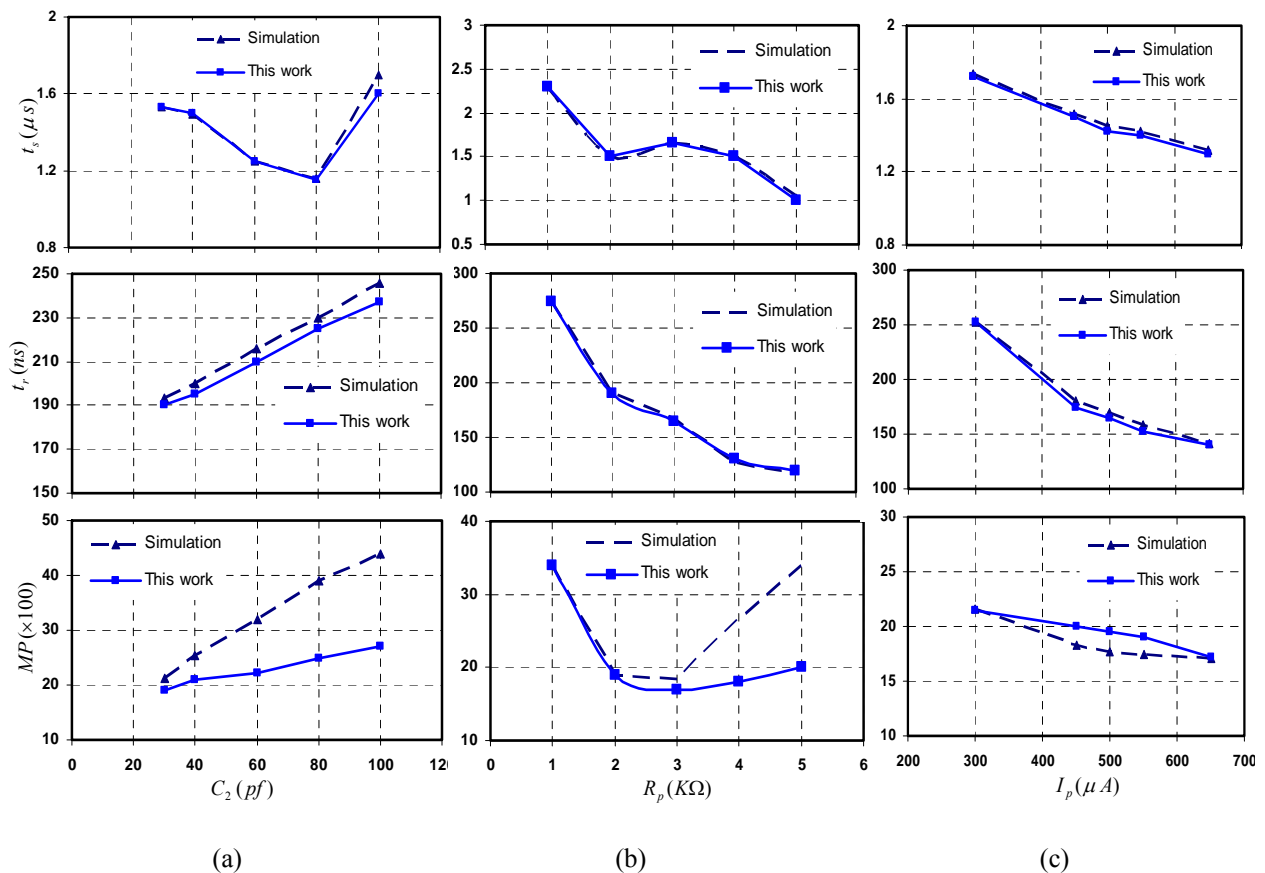 2
1.6
1.2
0.8
t_s (μs)
Simulation
This work
3
2.5
2
1.5
1
0.5
Simulation
This work
2
1.6
1.2
0.8
Simulation
This work
250
230
210
190
170
150
t_r (ns)
Simulation
This work
300
250
200
150
100
Simulation
This work
300
250
200
150
100
Simulation
This work
50
40
30
20
10
MP (×100)
Simulation
This work
0 20 40 60 80 100 12
C_2 (pf)
40
30
20
10
Simulation
This work
0 1 2 3 4 5 6
R_p (KΩ)
30
25
20
15
10
Simulation
This work
200 300 400 500 600 700
I_p (μA)
(a) (b) (c)